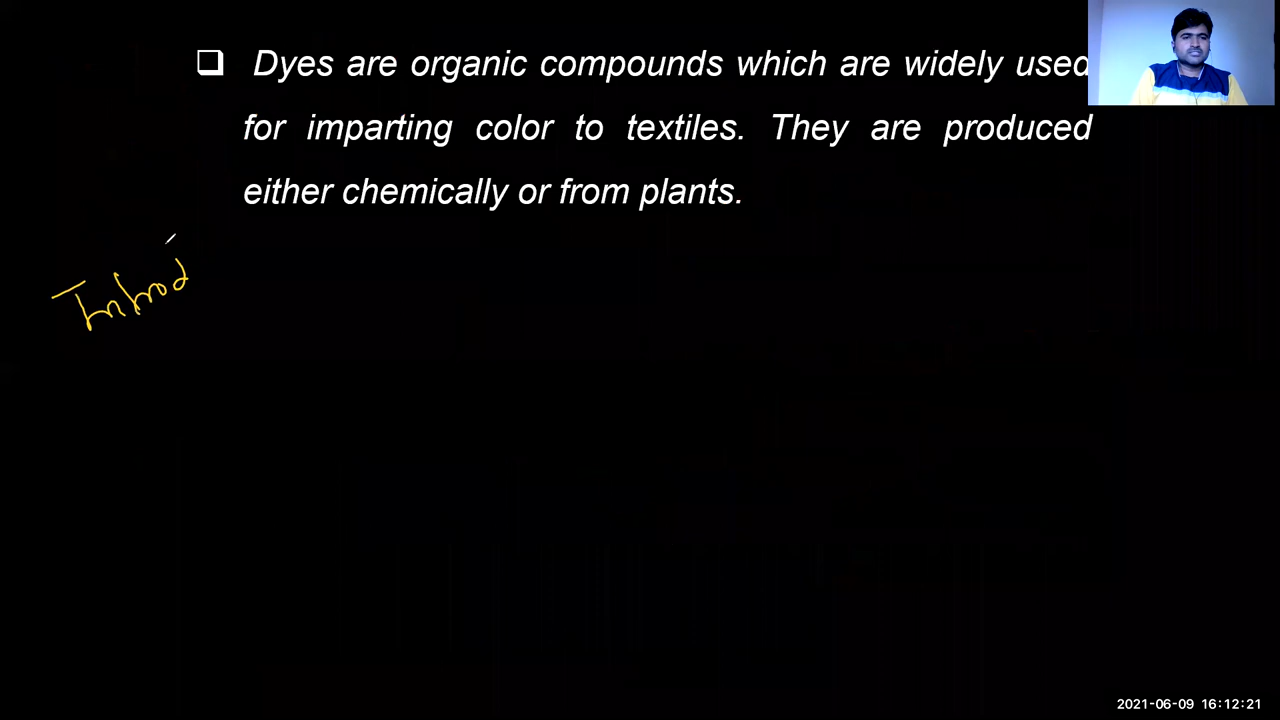 ❑ Dyes are organic compounds which are widely used
for imparting color to textiles. They are produced
either chemically or from plants.
Introd
2021-06-09 16:12:21